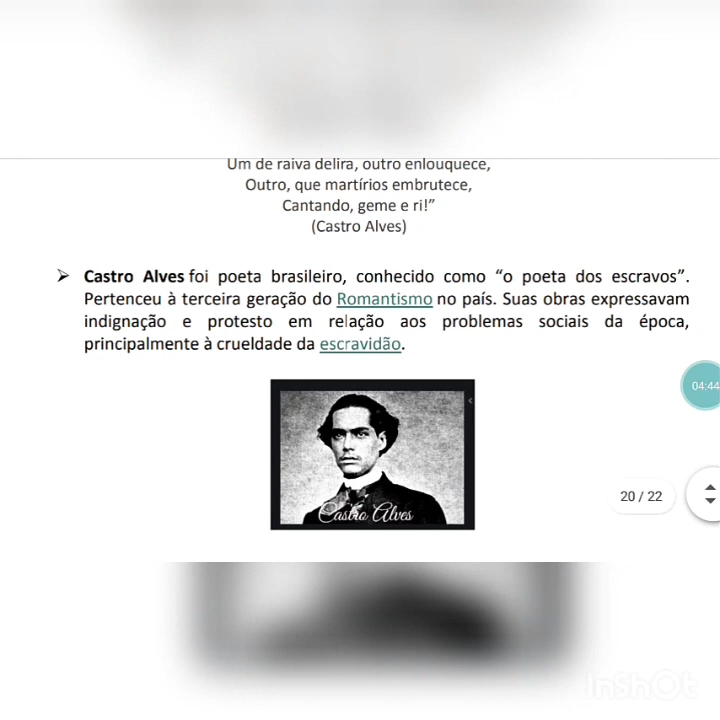 Um de raiva delira, outro enlouquece,
Outro, que martírios embrutece,
Cantando, geme e ri!”
(Castro Alves)
➢ Castro Alves foi poeta brasileiro, conhecido como “o poeta dos escravos”.
Pertenceu à terceira geração do Romantismo no país. Suas obras expressavam
indignação e protesto em relação aos problemas sociais da época,
principalmente à crueldade da escravidão.
04:44
Castro Alves
20 / 22
InShOt